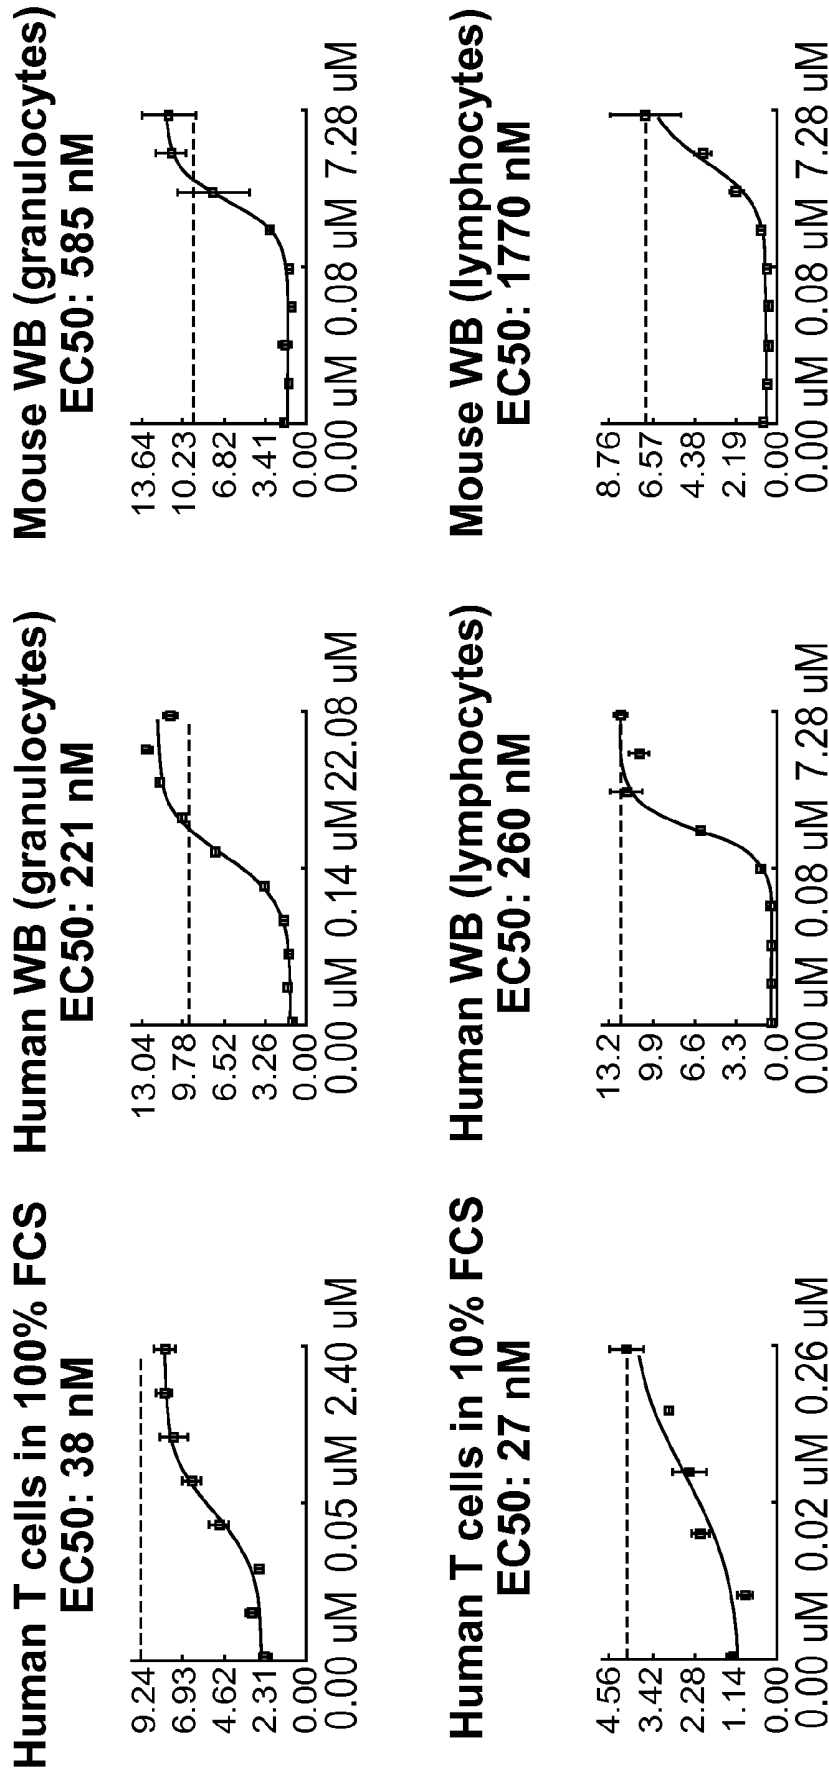 Human T cells in 100% FCS
EC50: 38 nM
9.24
6.93
4.62
2.31
0.00
0.00 uM 0.05 uM 2.40 uM
Human WB (granulocytes)
EC50: 221 nM
13.04
9.78
6.52
3.26
0.00
0.00 uM 0.14 uM 22.08 uM
Mouse WB (granulocytes)
EC50: 585 nM
13.64
10.23
6.82
3.41
0.00
0.00 uM 0.08 uM 7.28 uM
Human T cells in 10% FCS
EC50: 27 nM
4.56
3.42
2.28
1.14
0.00
0.00 uM 0.02 uM 0.26 uM
Human WB (lymphocytes)
EC50: 260 nM
13.2
9.9
6.6
3.3
0.0
0.00 uM 0.08 uM 7.28 uM
Mouse WB (lymphocytes)
EC50: 1770 nM
8.76
6.57
4.38
2.19
0.00
0.00 uM 0.08 uM 7.28 uM